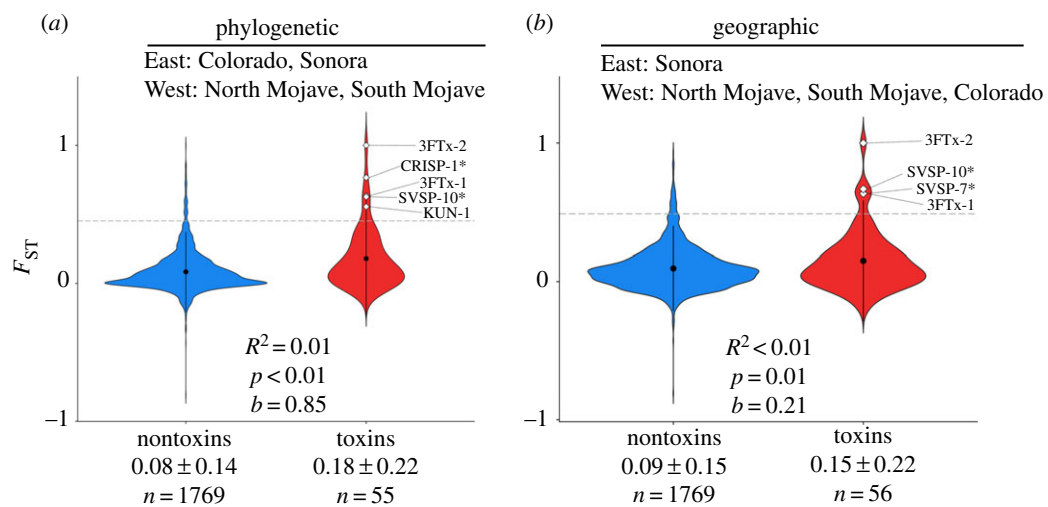 (a) phylogenetic
East: Colorado, Sonora
West: North Mojave, South Mojave
F_ST
1
0
−1
3FTx-2
CRISP-1*
3FTx-1
SVSP-10*
KUN-1
R² = 0.01
p < 0.01
b = 0.85
nontoxins toxins
0.08 ± 0.14 0.18 ± 0.22
n = 1769 n = 55
(b) geographic
East: Sonora
West: North Mojave, South Mojave, Colorado
1
0
−1
3FTx-2
SVSP-10*
SVSP-7*
3FTx-1
R² < 0.01
p = 0.01
b = 0.21
nontoxins toxins
0.09 ± 0.15 0.15 ± 0.22
n = 1769 n = 56